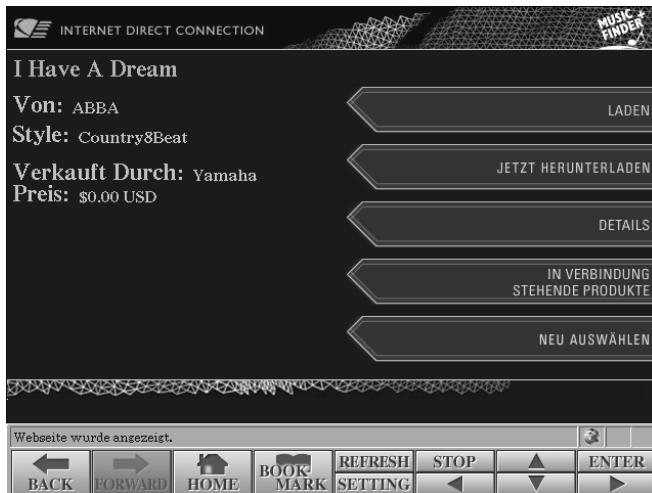 INTERNET DIRECT CONNECTION
MUSIC
FINDER
I Have A Dream
Von: ABBA
Style: Country8Beat
Verkauft Durch: Yamaha
Preis: $0.00 USD
LADEN
JETZT HERUNTERLADEN
DETAILS
IN VERBINDUNG
STEHENDE PRODUKTE
NEU AUSWÄHLEN
Webseite wurde angezeigt.
BACK
FORWARD
HOME
BOOK
MARK
REFRESH
SETTING
STOP
ENTER